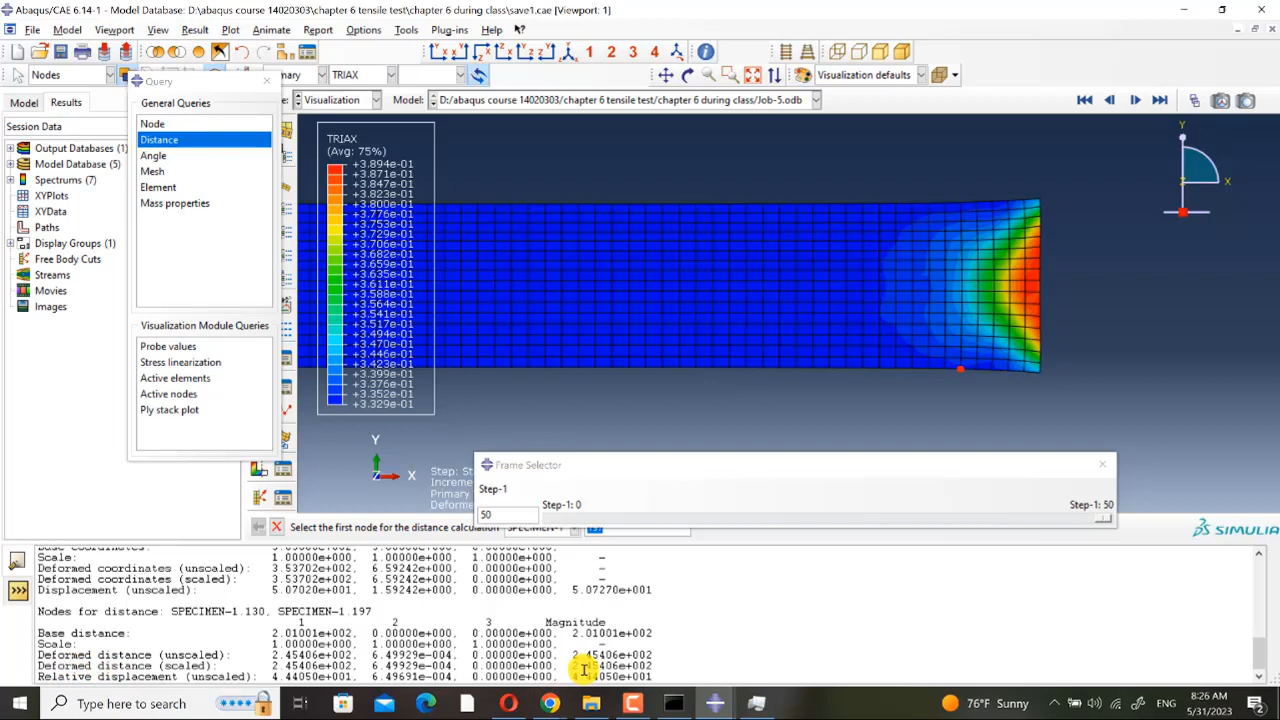 Abaqus/CAE 6.14-1 - Model Database: D:\abaqus course 14020303\chapter 6 tensile test\chapter 6 during class\save1.cae [Viewport: 1]
File Model Viewport View Result Plot Animate Report Options Tools Plug-ins Help
1 2 3 4
Nodes
TRIAX
Visualization defaults
Query
Model Results
Visualization Model: D:/abaqus course 14020303/chapter 6 tensile test/chapter 6 during class/Job-5.odb
General Queries
Session Data
Node
Distance
Angle
Mesh
Element
Mass properties
Output Databases (1)
Model Database (5)
Spectrums (7)
XYPlots
XYData
Paths
Display Groups (1)
Free Body Cuts
Streams
Movies
Images
Visualization Module Queries
Probe values
Stress linearization
Active elements
Active nodes
Ply stack plot
TRIAX
(Avg: 75%)
+3.894e-01
+3.871e-01
+3.847e-01
+3.823e-01
+3.800e-01
+3.776e-01
+3.753e-01
+3.729e-01
+3.706e-01
+3.682e-01
+3.659e-01
+3.635e-01
+3.612e-01
+3.588e-01
+3.564e-01
+3.541e-01
+3.517e-01
+3.494e-01
+3.470e-01
+3.446e-01
+3.423e-01
+3.399e-01
+3.376e-01
+3.352e-01
+3.329e-01
Y
X
Z
Y
X
Z
Step: S
Increme
Primary
Deform
Frame Selector
Step-1
Step-1: 0 Step-1: 50
50
Select the first node for the distance calculation
SIMULIA
Scale: 1.00000e+000, 1.00000e+000, 1.00000e+000, -
Deformed coordinates (unscaled): 3.53702e+002, 6.59242e+000, 0.00000e+000, -
Deformed coordinates (scaled): 3.53702e+002, 6.59242e+000, 0.00000e+000, -
Displacement (unscaled): 5.07020e+001, 1.59242e+000, 0.00000e+000, 5.07270e+001
Nodes for distance: SPECIMEN-1.130, SPECIMEN-1.197
1 2 3 Magnitude
Base distance: 2.01001e+002, 0.00000e+000, 0.00000e+000, 2.01001e+002
Scale: 1.00000e+000, 1.00000e+000, 1.00000e+000, -
Deformed distance (unscaled): 2.45406e+002, 6.49929e-004, 0.00000e+000, 2.45406e+002
Deformed distance (scaled): 2.45406e+002, 6.49929e-004, 0.00000e+000, 2.45406e+002
Relative displacement (unscaled): 4.44050e+001, 6.49691e-004, 0.00000e+000, 4.44050e+001
Type here to search
76°F Sunny
ENG
8:26 AM
5/31/2023